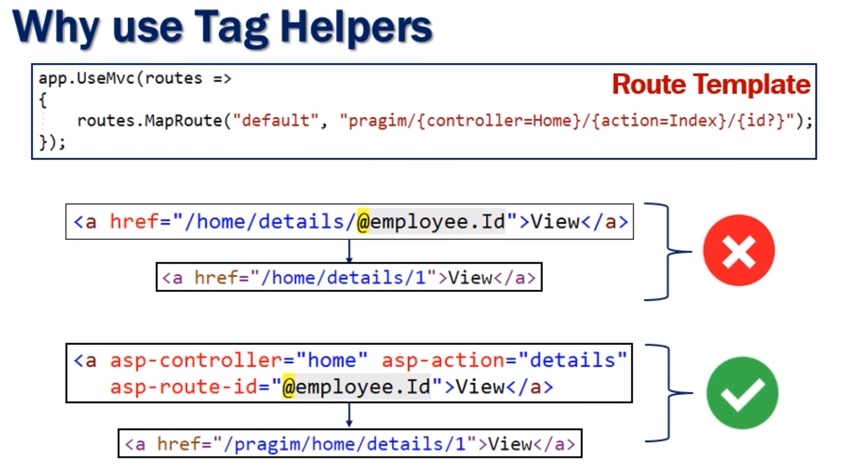 Why use Tag Helpers
Route Template
app.UseMvc(routes =>
{
    routes.MapRoute("default", "pragim/{controller=Home}/{action=Index}/{id?}");
});
<a href="/home/details/@employee.Id">View</a>
<a href="/home/details/1">View</a>
<a asp-controller="home" asp-action="details"
   asp-route-id="@employee.Id">View</a>
<a href="/pragim/home/details/1">View</a>